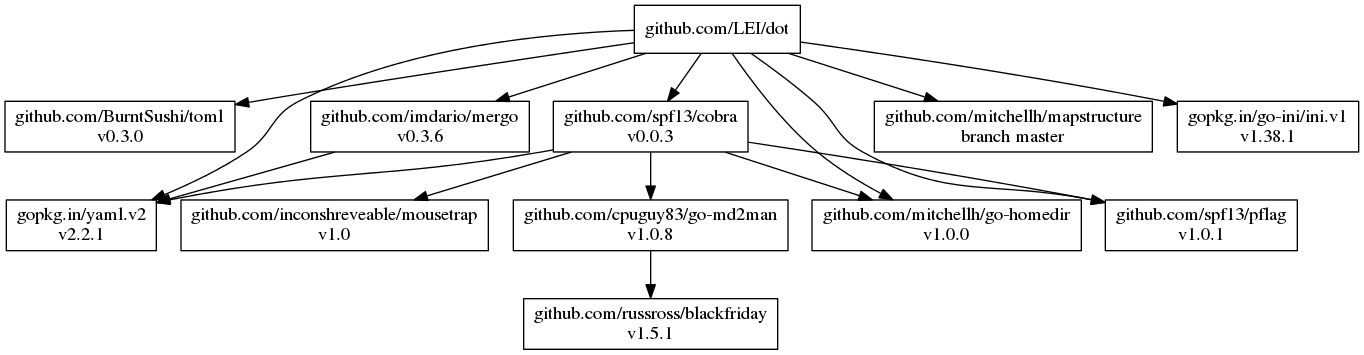 github.com/LEI/dot
github.com/BurntSushi/toml
v0.3.0
github.com/imdario/mergo
v0.3.6
github.com/spf13/cobra
v0.0.3
github.com/mitchellh/mapstructure
branch master
gopkg.in/go-ini/ini.v1
v1.38.1
gopkg.in/yaml.v2
v2.2.1
github.com/inconshreveable/mousetrap
v1.0
github.com/cpuguy83/go-md2man
v1.0.8
github.com/mitchellh/go-homedir
v1.0.0
github.com/spf13/pflag
v1.0.1
github.com/russross/blackfriday
v1.5.1